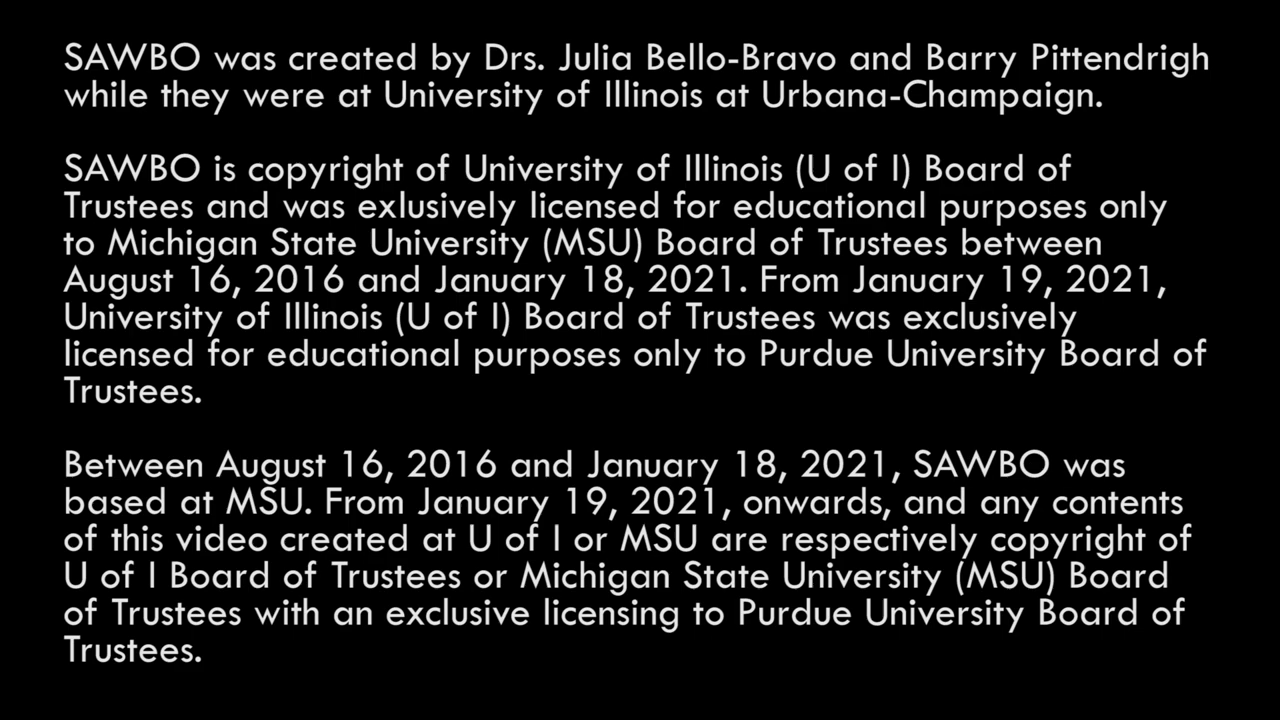 SAWBO was created by Drs. Julia Bello-Bravo and Barry Pittendrigh
while they were at University of Illinois at Urbana-Champaign.
SAWBO is copyright of University of Illinois (U of I) Board of
Trustees and was exlusively licensed for educational purposes only
to Michigan State University (MSU) Board of Trustees between
August 16, 2016 and January 18, 2021. From January 19, 2021,
University of Illinois (U of I) Board of Trustees was exclusively
licensed for educational purposes only to Purdue University Board of
Trustees.
Between August 16, 2016 and January 18, 2021, SAWBO was
based at MSU. From January 19, 2021, onwards, and any contents
of this video created at U of I or MSU are respectively copyright of
U of I Board of Trustees or Michigan State University (MSU) Board
of Trustees with an exclusive licensing to Purdue University Board of
Trustees.